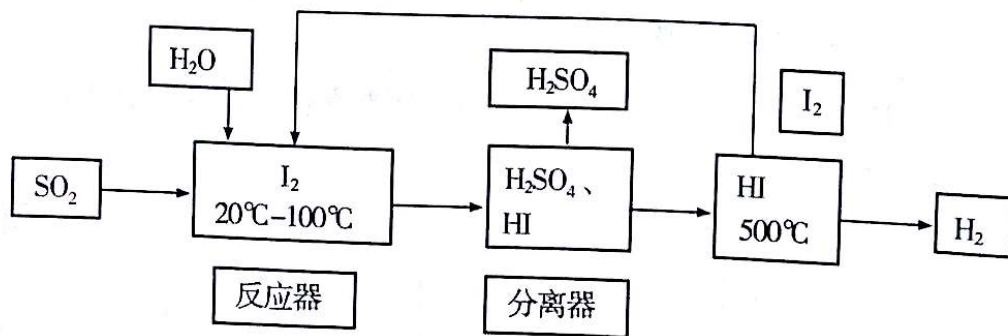 H₂O
H₂SO₄
I₂
SO₂
I₂
20℃-100℃
H₂SO₄、
HI
HI
500℃
H₂
反应器
分离器